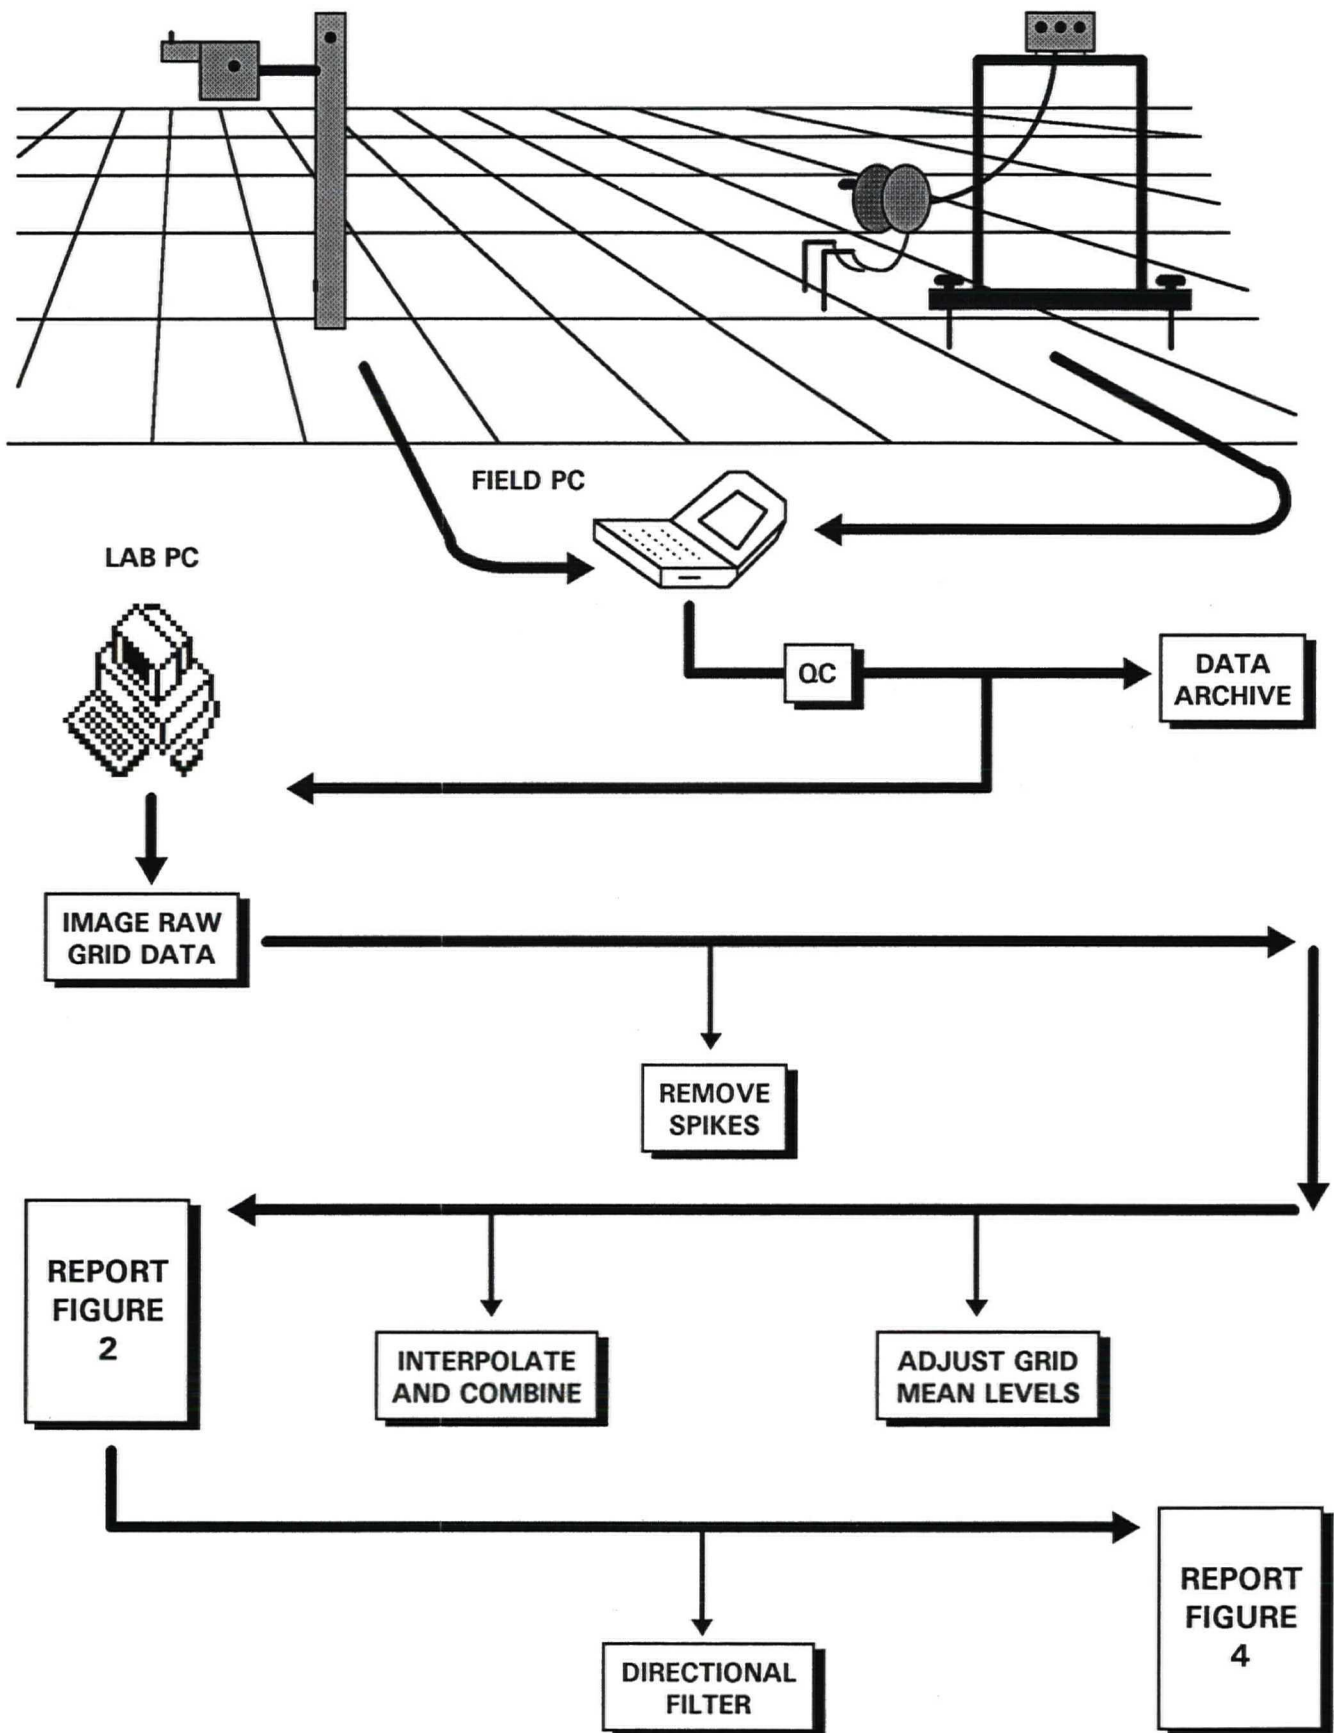 FIELD PC
LAB PC
QC
DATA
ARCHIVE
IMAGE RAW
GRID DATA
REMOVE
SPIKES
REPORT
FIGURE
2
INTERPOLATE
AND COMBINE
ADJUST GRID
MEAN LEVELS
REPORT
FIGURE
4
DIRECTIONAL
FILTER